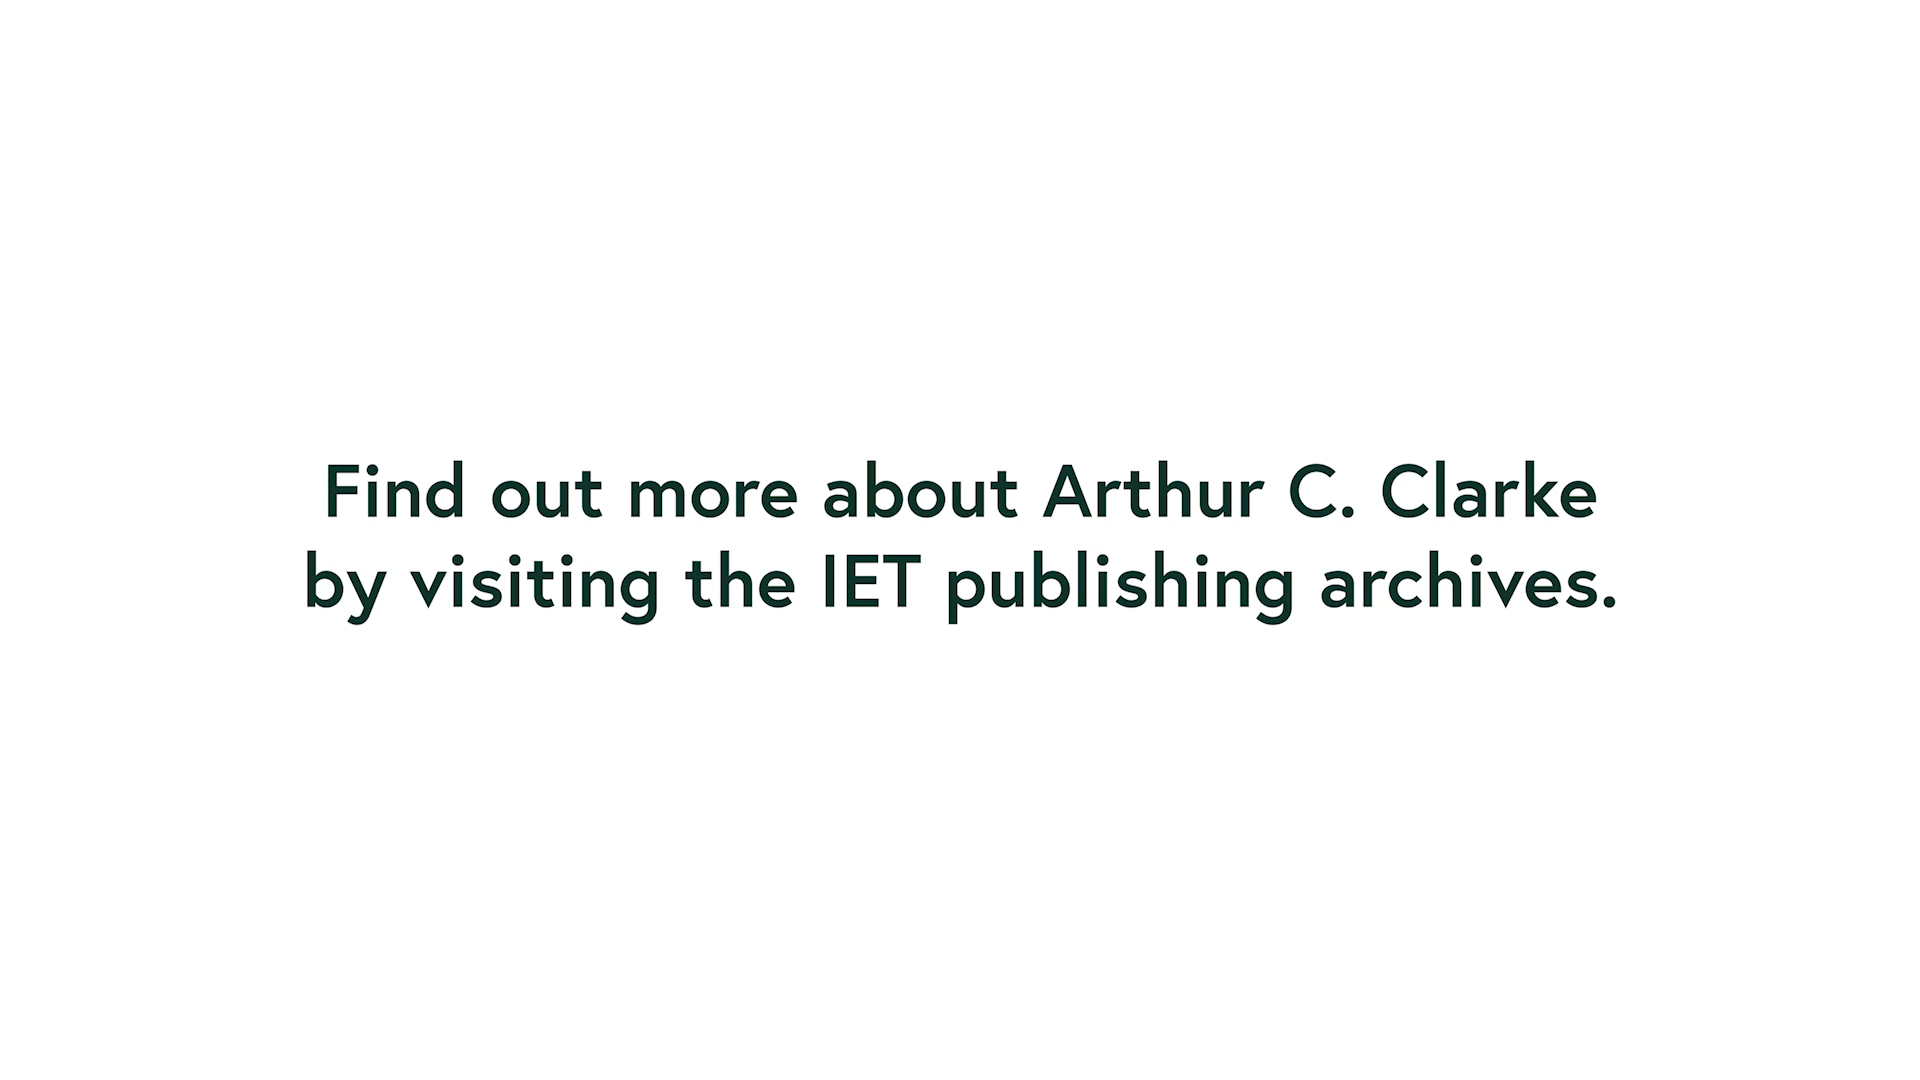 Find out more about Arthur C. Clarke
by visiting the IET publishing archives.